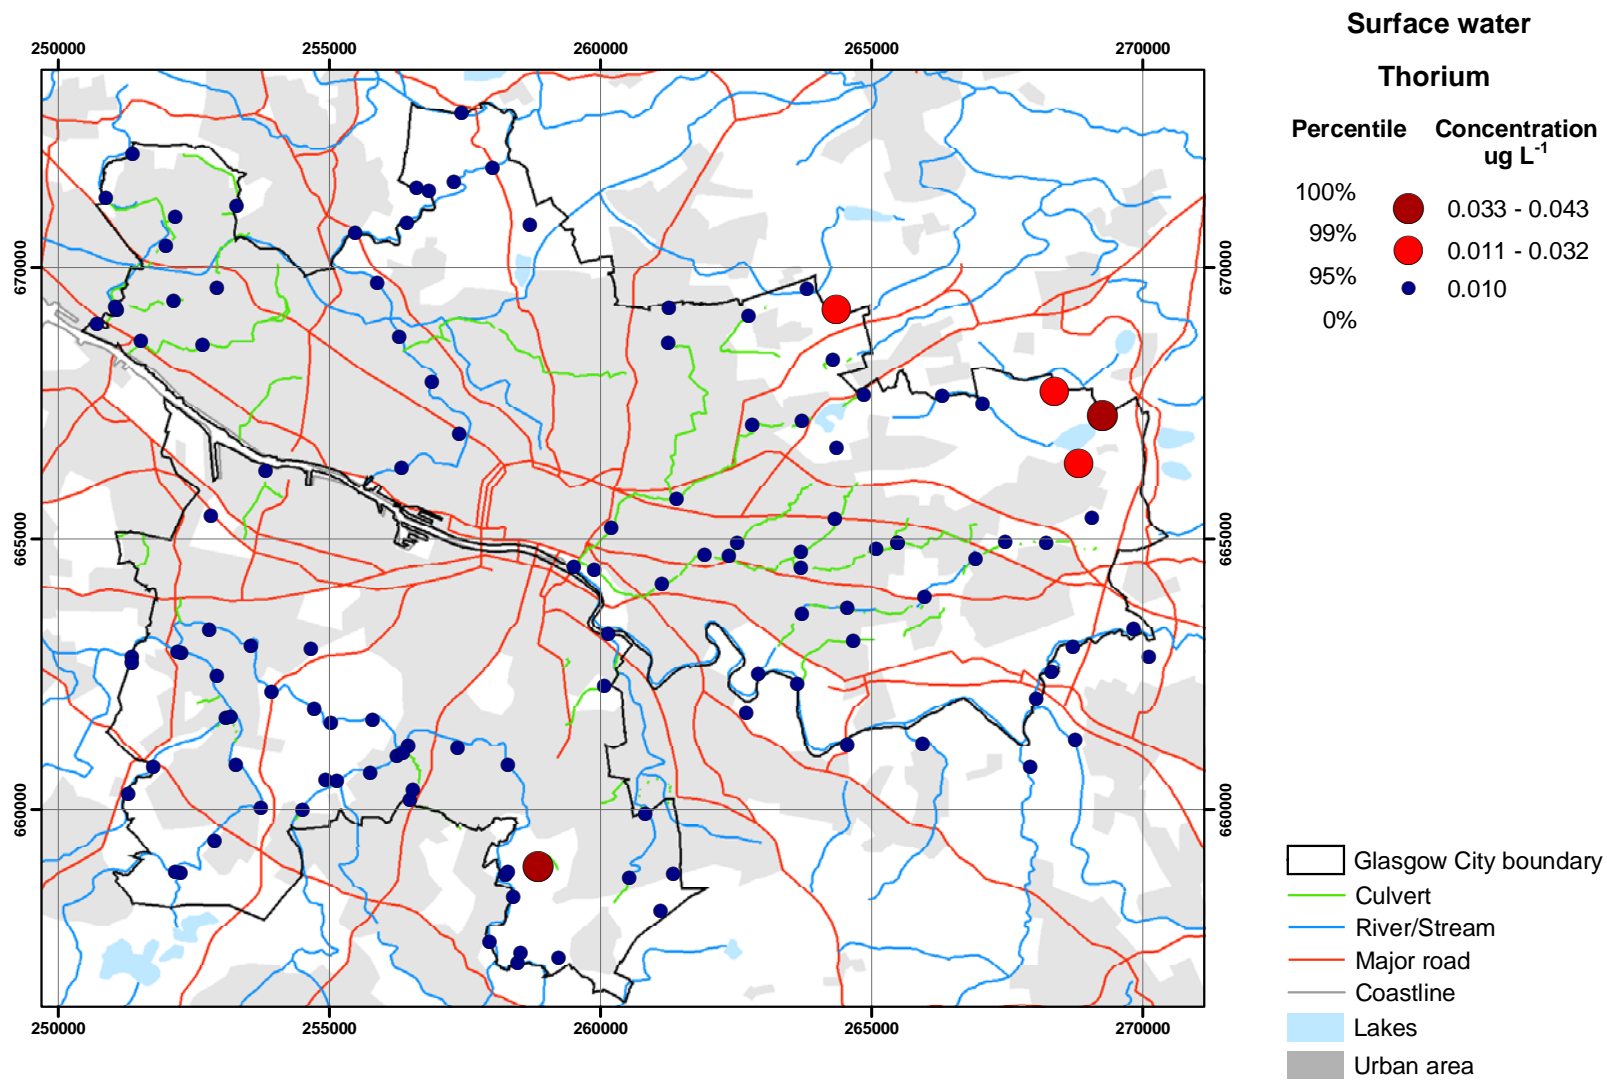 Surface water
Thorium
Percentile Concentration
ug L-1
100%
0.033 - 0.043
99%
0.011 - 0.032
95%
0.010
0%
250000 255000 260000 265000 270000
670000 670000
665000 665000
660000 660000
250000 255000 260000 265000 270000
Glasgow City boundary
Culvert
River/Stream
Major road
Coastline
Lakes
Urban area